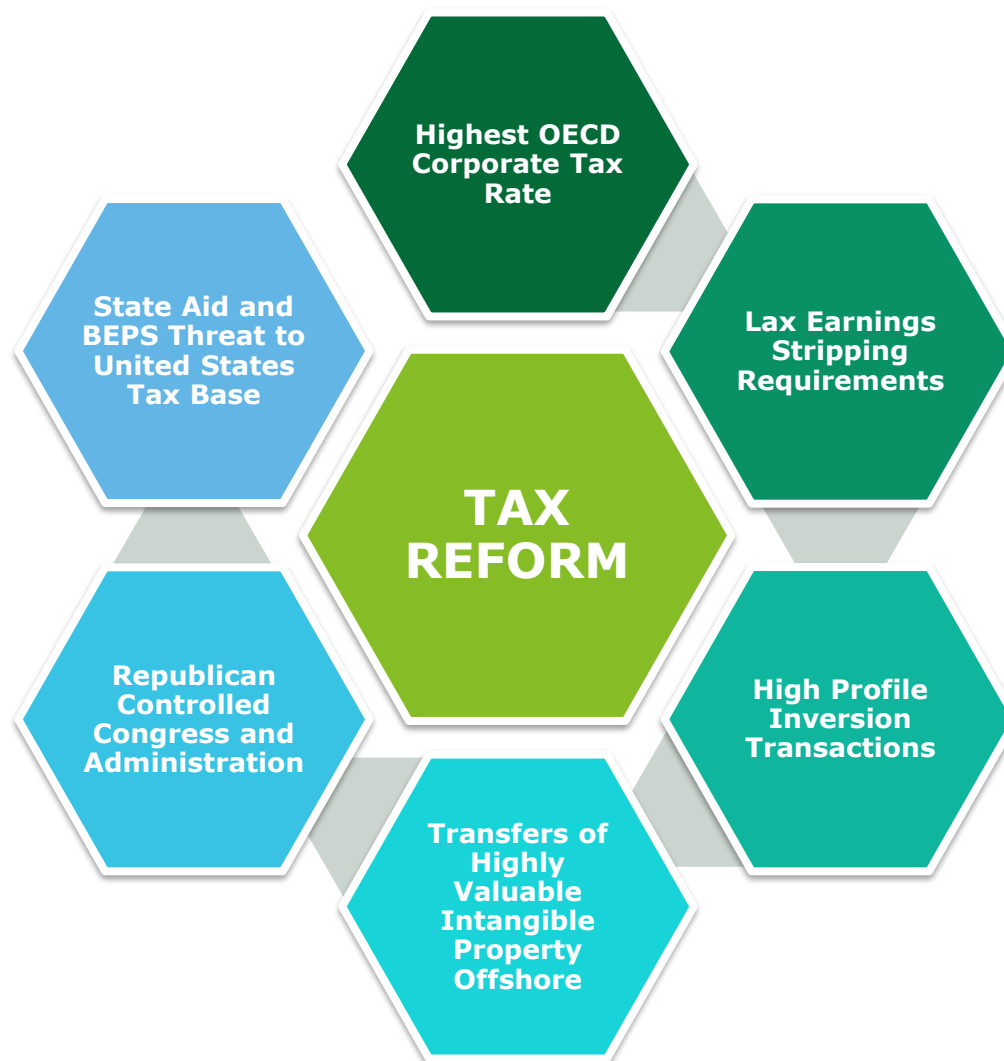 Highest OECD
Corporate Tax
Rate
Lax Earnings
Stripping
Requirements
High Profile
Inversion
Transactions
Transfers of
Highly
Valuable
Intangible
Property
Offshore
Republican
Controlled
Congress and
Administration
State Aid and
BEPS Threat to
United States
Tax Base
TAX
REFORM